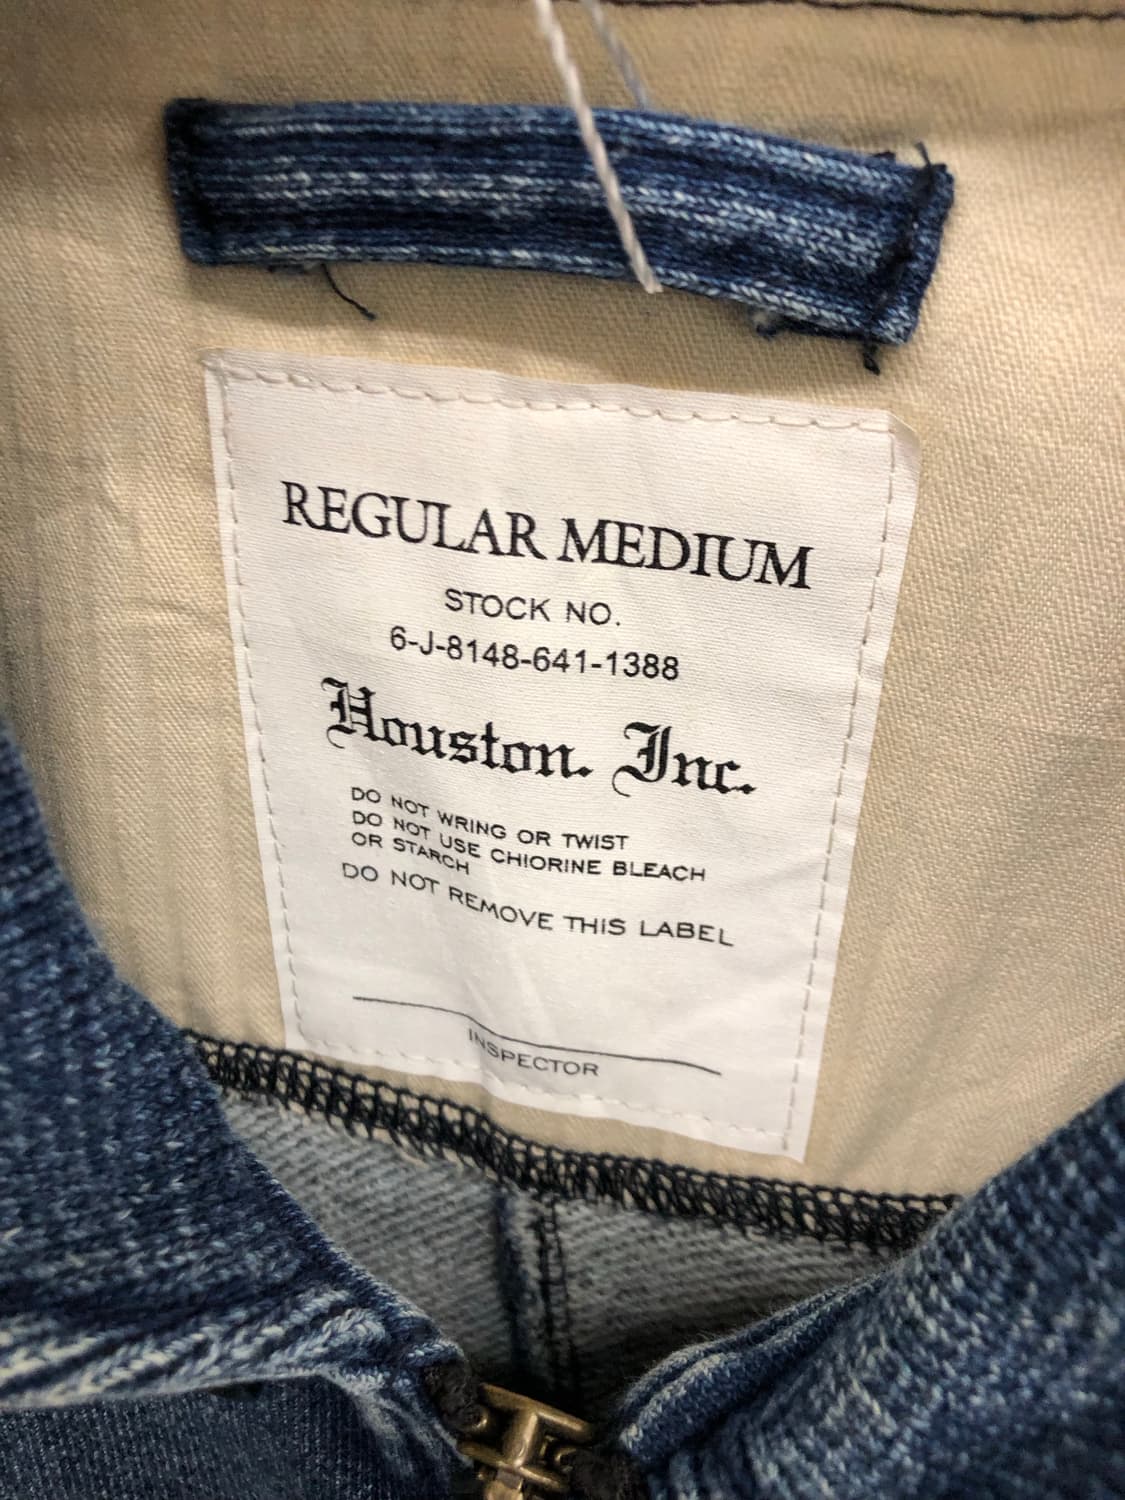 REGULAR MEDIUM
STOCK NO.
6-J-8148-641-1388
Houston. Inc.
DO NOT WRING OR TWIST
DO NOT USE CHIORINE BLEACH
OR STARCH
DO NOT REMOVE THIS LABEL
INSPECTOR